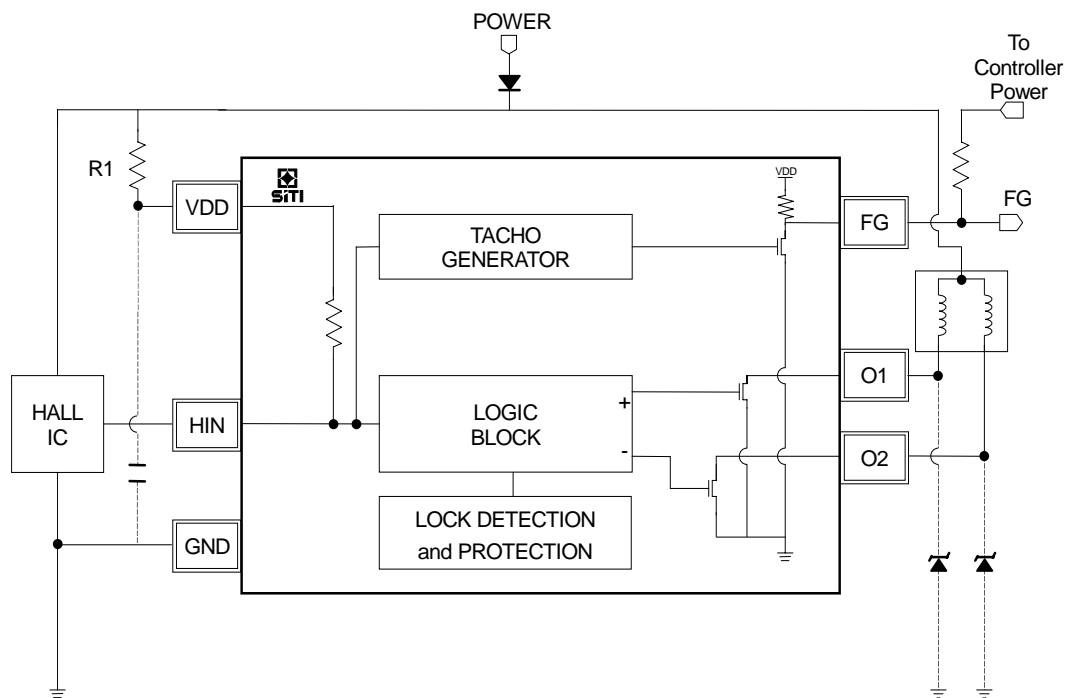 POWER
To
Controller
Power
R1
SiTI
VDD
VDD
TACHO
GENERATOR
FG
FG
HALL
IC
HIN
LOGIC
BLOCK
+
-
O1
O2
GND
LOCK DETECTION
and PROTECTION